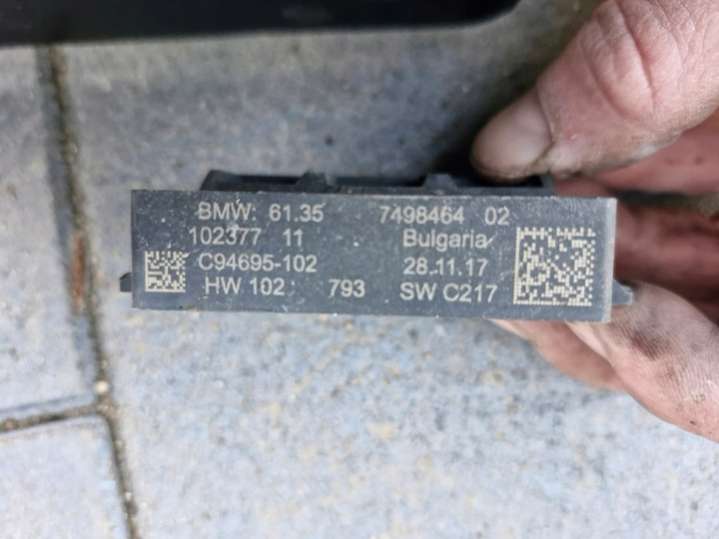 BMW: 61.35 7498464 02
102377 11 Bulgaria
C94695-102 28.11.17
HW 102 793 SW C217